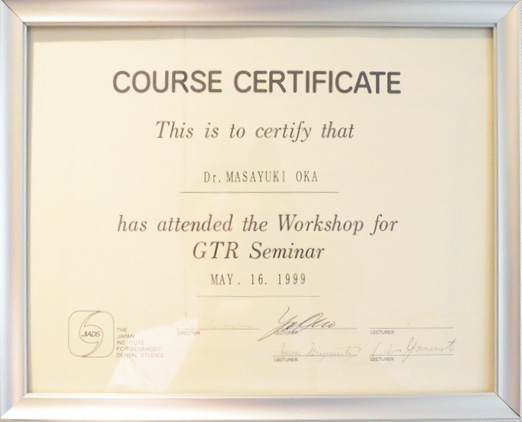 COURSE CERTIFICATE
This is to certify that
Dr. MASAYUKI OKA
has attended the Workshop for
GTR Seminar
MAY. 16. 1999
JIADS
THE
JAPAN
INSTITUTE
FOR ADVANCED
DENTAL STUDIES
DIRECTOR
LECTURER
LECTURER
LECTURER